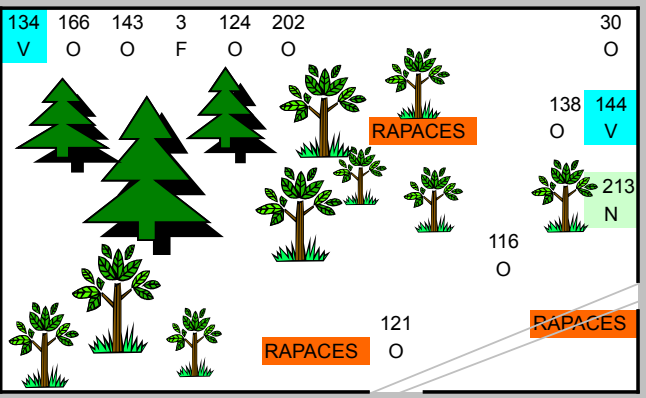 134 166 143 3 124 202 30
V O O F O O O
138 144
RAPACES O V
213
N
116
O
121 RAPACES
RAPACES O